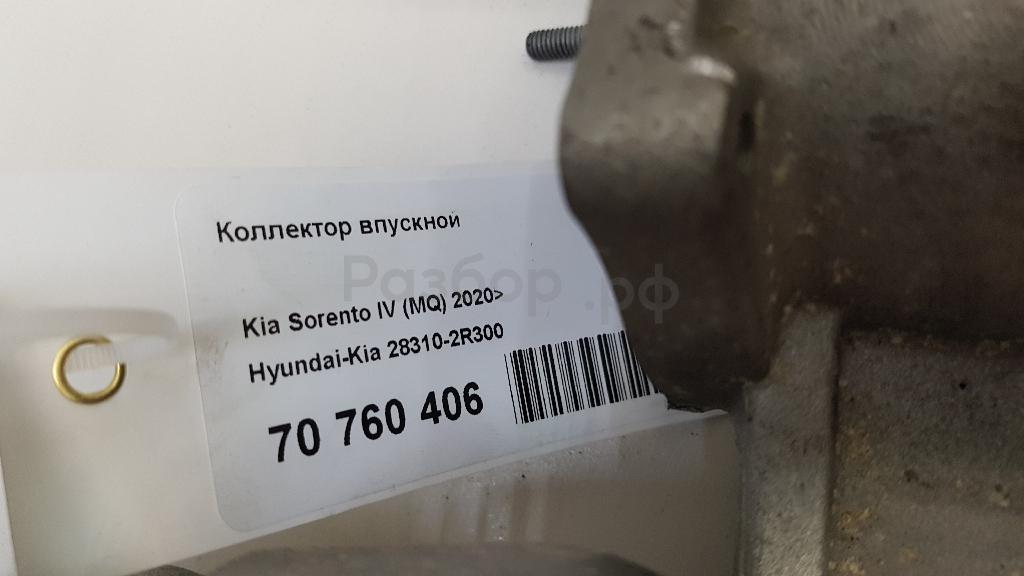 Коллектор впускной
Разбор.рф
Kia Sorento IV (MQ) 2020>
Hyundai-Kia 28310-2R300
70 760 406